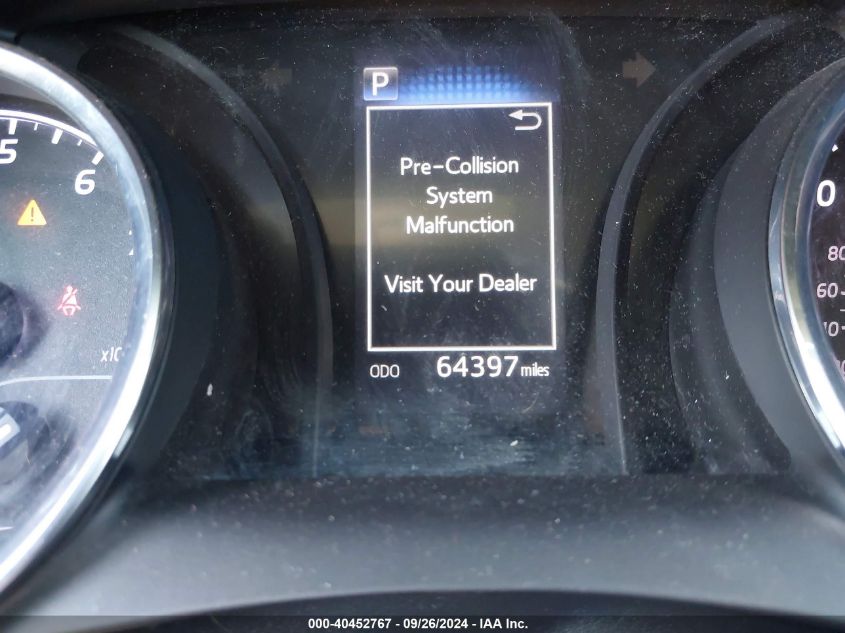 P
Pre-Collision
System
Malfunction
Visit Your Dealer
ODO 64397 miles
5
6
x10
0
80
60
000-40452767 - 09/26/2024 - IAA Inc.